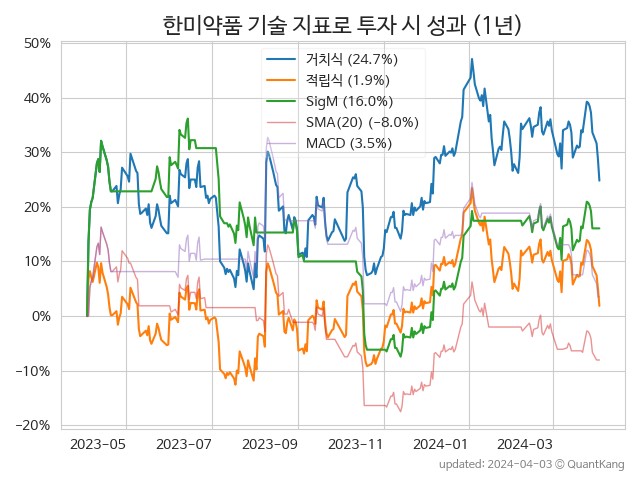 한미약품 기술 지표로 투자 시 성과 (1년)
50%
40%
30%
20%
10%
0%
−10%
−20%
거치식 (24.7%)
적립식 (1.9%)
SigM (16.0%)
SMA(20) (−8.0%)
MACD (3.5%)
2023-05
2023-07
2023-09
2023-11
2024-01
2024-03
updated: 2024-04-03 ⓒ QuantKang